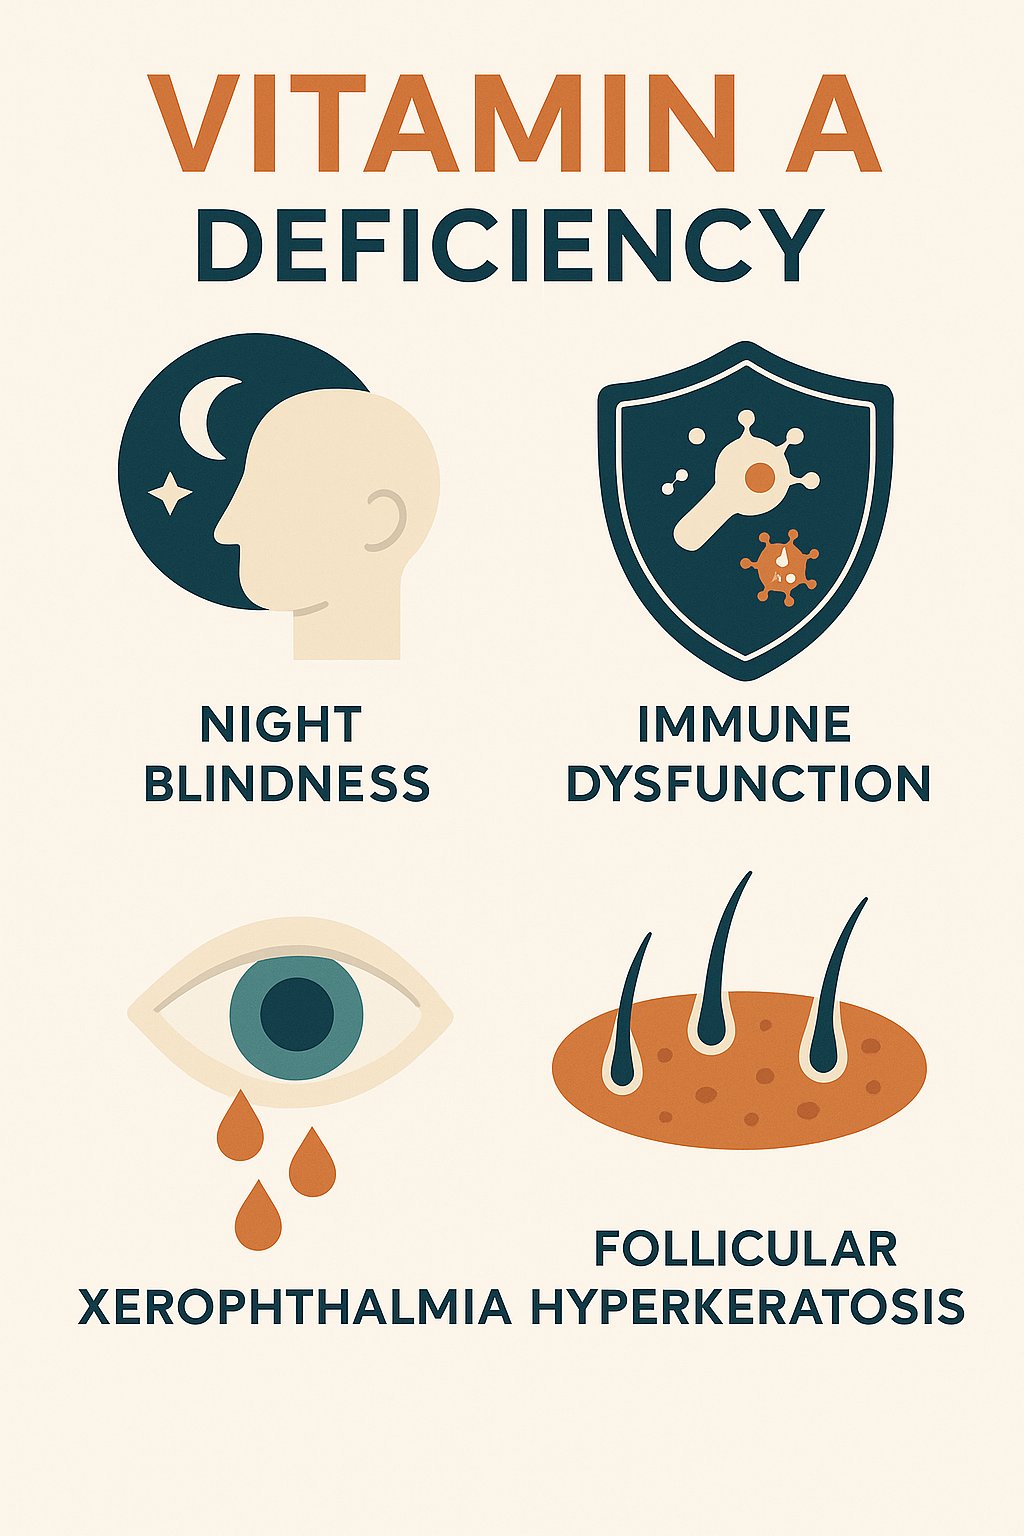 VITAMIN A
DEFICIENCY
NIGHT
BLINDNESS
IMMUNE
DYSFUNCTION
XEROPHTHALMIA
FOLLICULAR
HYPERKERATOSIS